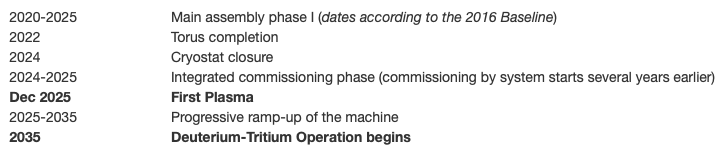 2020-2025 Main assembly phase I (dates according to the 2016 Baseline)
2022 Torus completion
2024 Cryostat closure
2024-2025 Integrated commissioning phase (commissioning by system starts several years earlier)
Dec 2025 First Plasma
2025-2035 Progressive ramp-up of the machine
2035 Deuterium-Tritium Operation begins